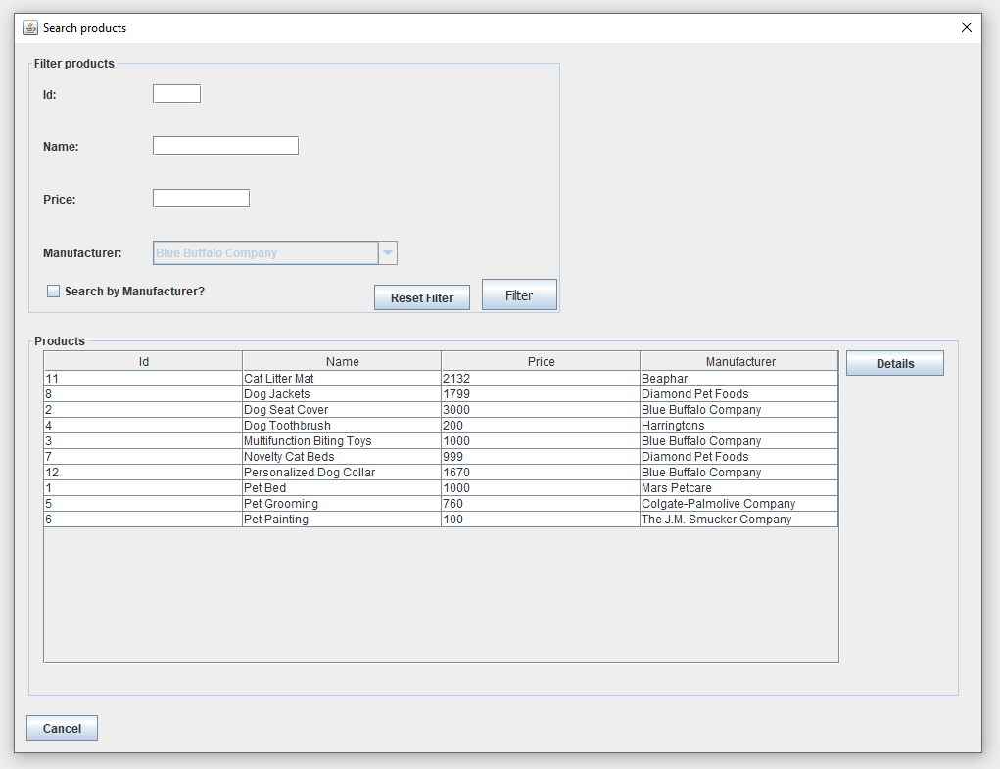 Search products
Filter products
Id:
Name:
Price:
Manufacturer: Blue Buffalo Company
Search by Manufacturer? Reset Filter Filter
Products
Id Name Price Manufacturer Details
11 Cat Litter Mat 2132 Beaphar
8 Dog Jackets 1799 Diamond Pet Foods
2 Dog Seat Cover 3000 Blue Buffalo Company
4 Dog Toothbrush 200 Harringtons
3 Multifunction Biting Toys 1000 Blue Buffalo Company
7 Novelty Cat Beds 999 Diamond Pet Foods
12 Personalized Dog Collar 1670 Blue Buffalo Company
1 Pet Bed 1000 Mars Petcare
5 Pet Grooming 760 Colgate-Palmolive Company
6 Pet Painting 100 The J.M. Smucker Company
Cancel